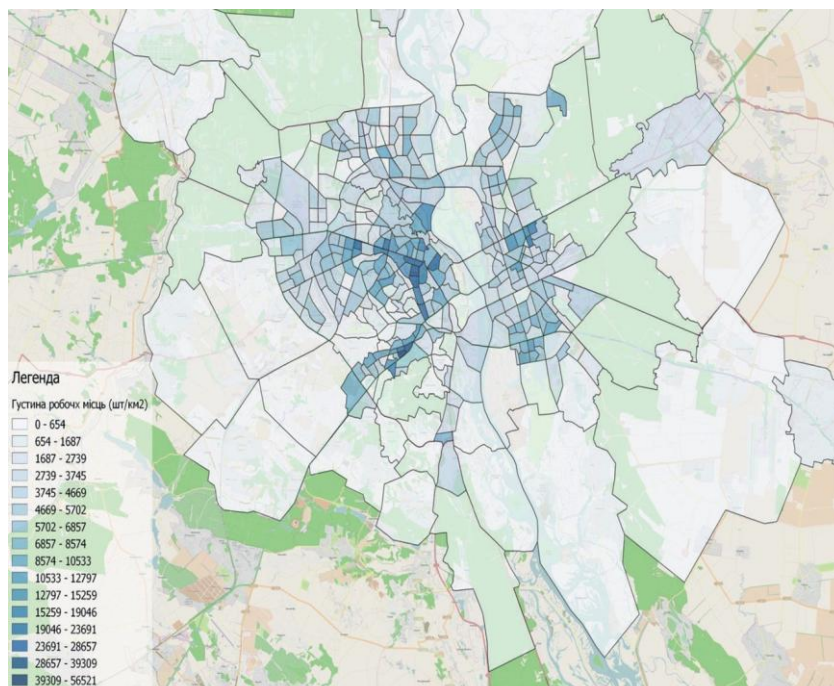 Легенда
Густина робочх місць (шт/км2)
0 - 654
654 - 1687
1687 - 2739
2739 - 3745
3745 - 4669
4669 - 5702
5702 - 6857
6857 - 8574
8574 - 10533
10533 - 12797
12797 - 15259
15259 - 19046
19046 - 23691
23691 - 28657
28657 - 39309
39309 - 56521